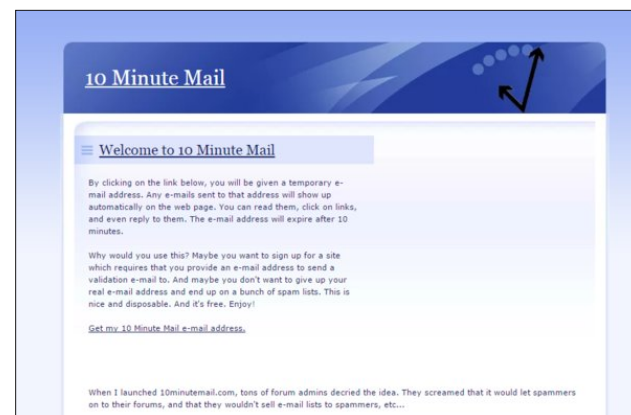 10 Minute Mail
Welcome to 10 Minute Mail
By clicking on the link below, you will be given a temporary e-
mail address. Any e-mails sent to that address will show up
automatically on the web page. You can read them, click on links,
and even reply to them. The e-mail address will expire after 10
minutes.
Why would you use this? Maybe you want to sign up for a site
which requires that you provide an e-mail address to send a
validation e-mail to. And maybe you don't want to give up your
real e-mail address and end up on a bunch of spam lists. This is
nice and disposable. And it's free. Enjoy!
Get my 10 Minute Mail e-mail address.
When I launched 10minutemail.com, tons of forum admins decried the idea. They screamed that it would let spammers
on to their forums, and that they wouldn't sell e-mail lists to spammers, etc...